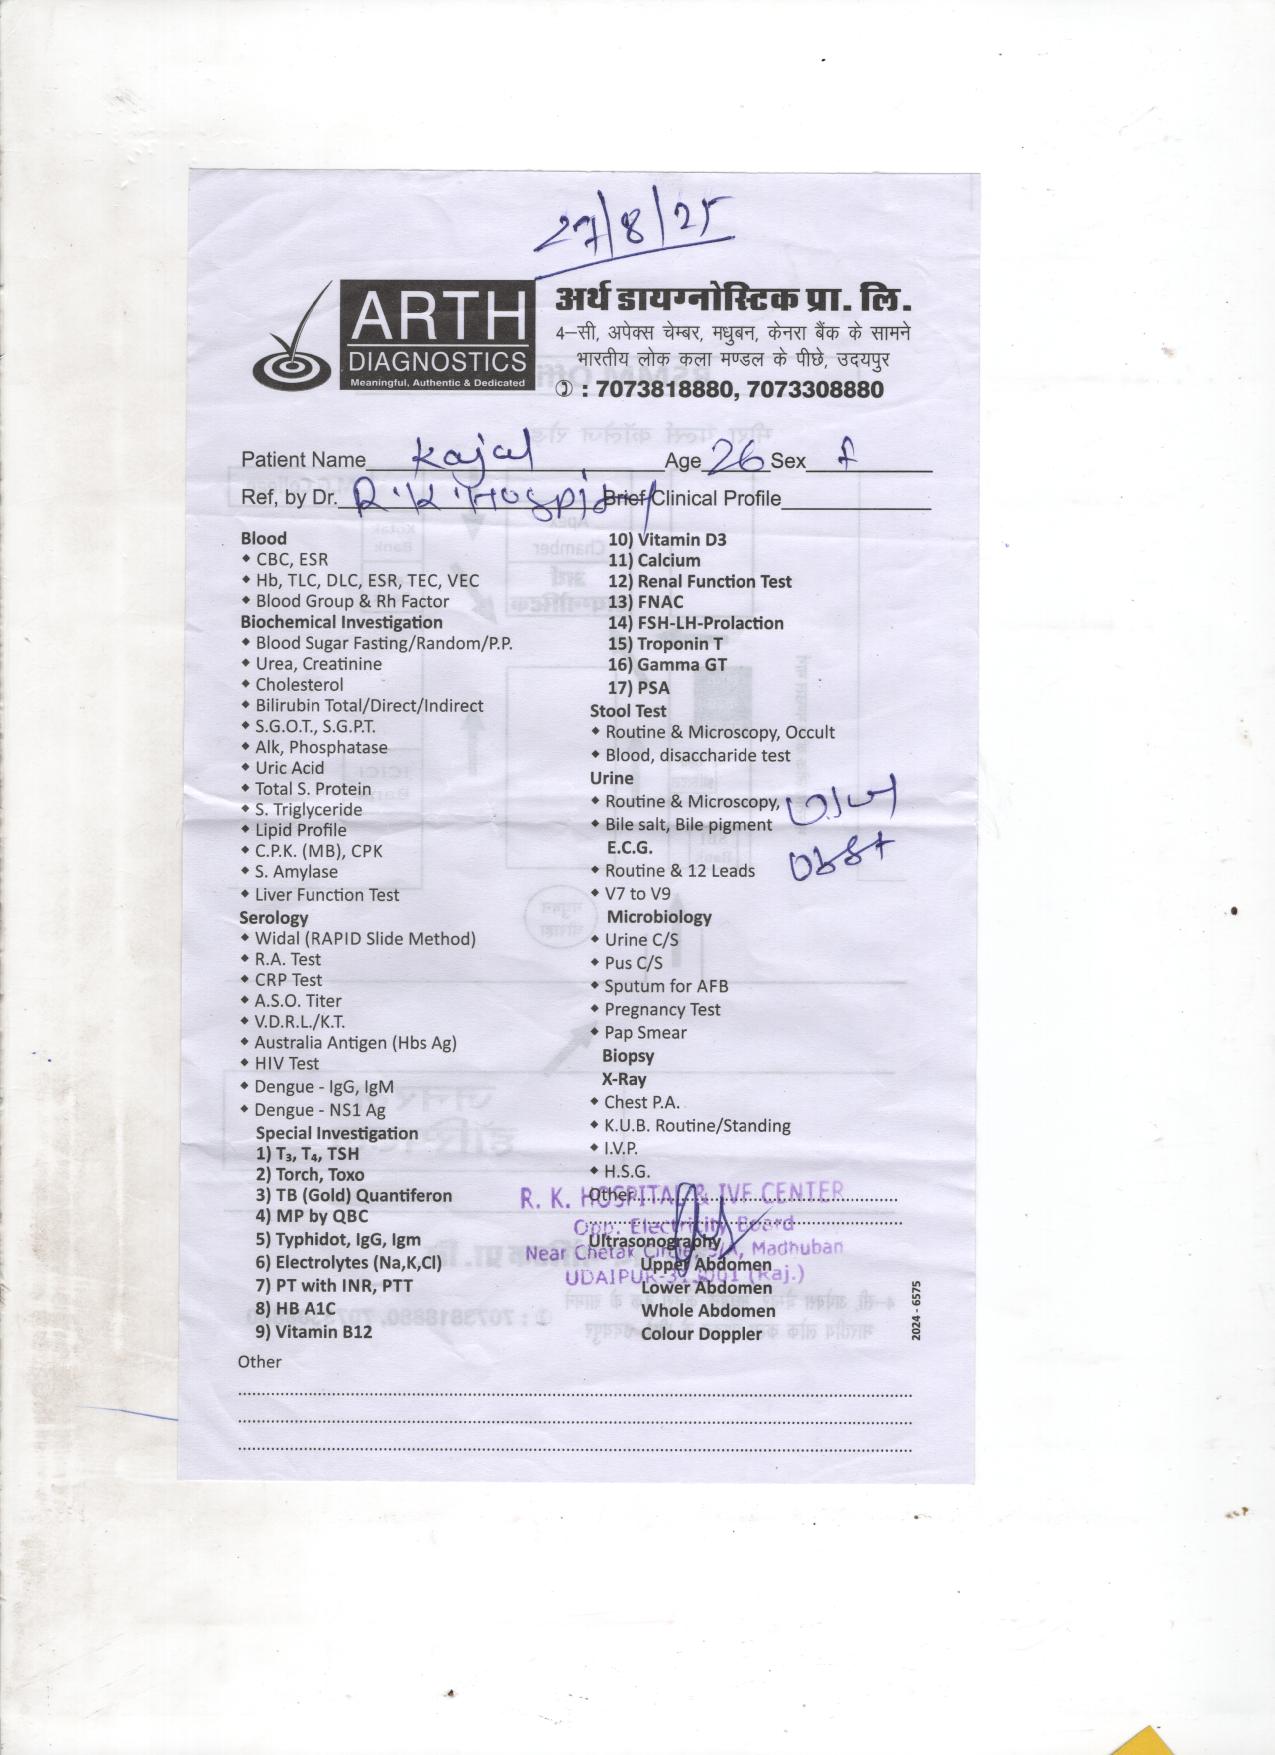 27/8/25
ARTH
DIAGNOSTICS
Meaningful, Authentic & Dedicated
अर्थ डायग्नोस्टिक प्रा. लि.
4–सी, अपेक्स चेम्बर, मधुबन, केनरा बैंक के सामने
भारतीय लोक कला मण्डल के पीछे, उदयपुर
: 7073818880, 7073308880
Patient Name Kajal Age 26 Sex F
Ref, by Dr. R.K. Hospital Brief Clinical Profile
Blood
CBC, ESR
Hb, TLC, DLC, ESR, TEC, VEC
Blood Group & Rh Factor
Biochemical Investigation
Blood Sugar Fasting/Random/P.P.
Urea, Creatinine
Cholesterol
Bilirubin Total/Direct/Indirect
S.G.O.T., S.G.P.T.
Alk, Phosphatase
Uric Acid
Total S. Protein
S. Triglyceride
Lipid Profile
C.P.K. (MB), CPK
S. Amylase
Liver Function Test
Serology
Widal (RAPID Slide Method)
R.A. Test
CRP Test
A.S.O. Titer
V.D.R.L./K.T.
Australia Antigen (Hbs Ag)
HIV Test
Dengue - IgG, IgM
Dengue - NS1 Ag
Special Investigation
1) T₃, T₄, TSH
2) Torch, Toxo
3) TB (Gold) Quantiferon
4) MP by QBC
5) Typhidot, IgG, Igm
6) Electrolytes (Na,K,Cl)
7) PT with INR, PTT
8) HB A1C
9) Vitamin B12
Other
10) Vitamin D3
11) Calcium
12) Renal Function Test
13) FNAC
14) FSH-LH-Prolaction
15) Troponin T
16) Gamma GT
17) PSA
Stool Test
Routine & Microscopy, Occult
Blood, disaccharide test
Urine
Routine & Microscopy,
Bile salt, Bile pigment
E.C.G.
Routine & 12 Leads
V7 to V9
Obst
Microbiology
Urine C/S
Pus C/S
Sputum for AFB
Pregnancy Test
Pap Smear
Biopsy
X-Ray
Chest P.A.
K.U.B. Routine/Standing
I.V.P.
H.S.G.
Other
Ultrasonography
Upper Abdomen
Lower Abdomen
Whole Abdomen
Colour Doppler
R. K. HOSPITAL & IVF CENTER
Opp. Electricity Board
Near Chetak Circle, 5/A, Madhuban
UDAIPUR-313001 (Raj.)
2024 - 6575